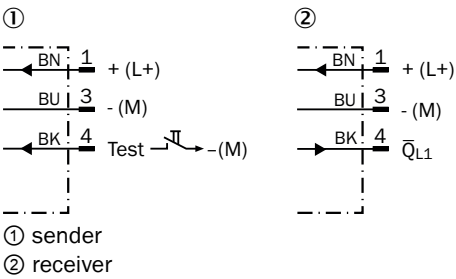 ① ②
BN 1 + (L+) BN 1 + (L+)
BU 3 - (M) BU 3 - (M)
BK 4 Test –(M) BK 4 Q̅L1
① sender
② receiver